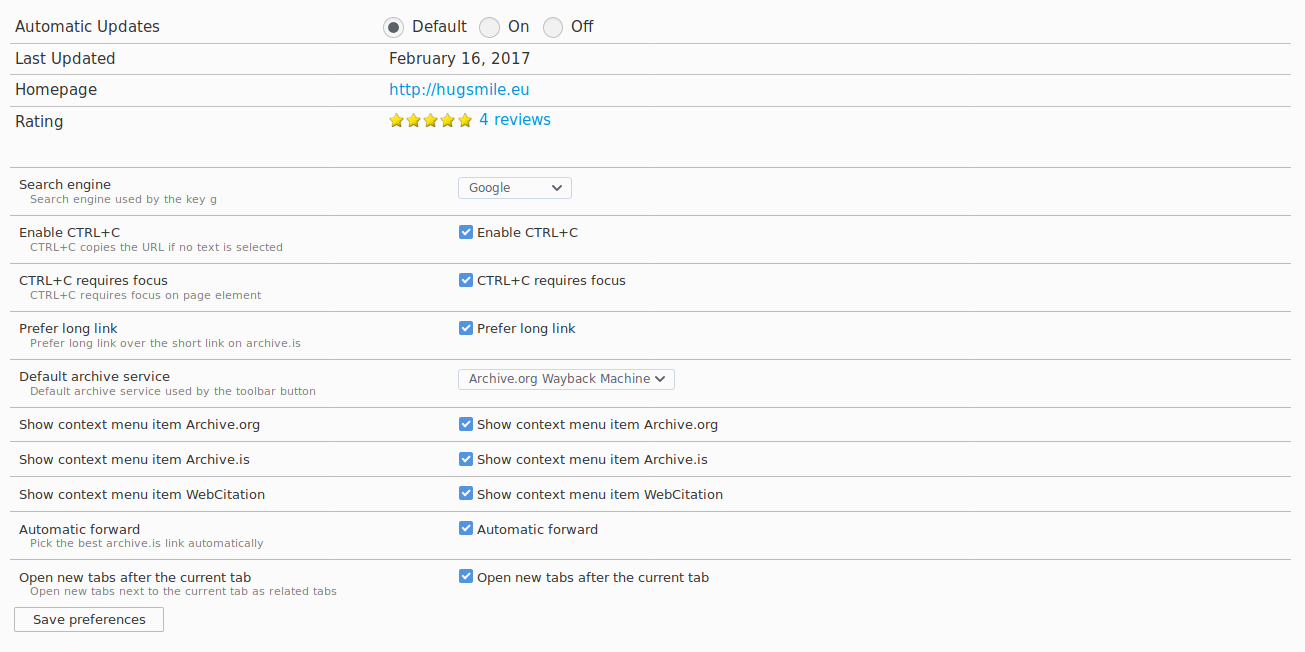 Automatic Updates Default On Off
Last Updated February 16, 2017
Homepage http://hugsmile.eu
Rating 4 reviews
Search engine Google
Search engine used by the key g
Enable CTRL+C Enable CTRL+C
CTRL+C copies the URL if no text is selected
CTRL+C requires focus CTRL+C requires focus
CTRL+C requires focus on page element
Prefer long link Prefer long link
Prefer long link over the short link on archive.is
Default archive service Archive.org Wayback Machine
Default archive service used by the toolbar button
Show context menu item Archive.org Show context menu item Archive.org
Show context menu item Archive.is Show context menu item Archive.is
Show context menu item WebCitation Show context menu item WebCitation
Automatic forward Automatic forward
Pick the best archive.is link automatically
Open new tabs after the current tab Open new tabs after the current tab
Open new tabs next to the current tab as related tabs
Save preferences